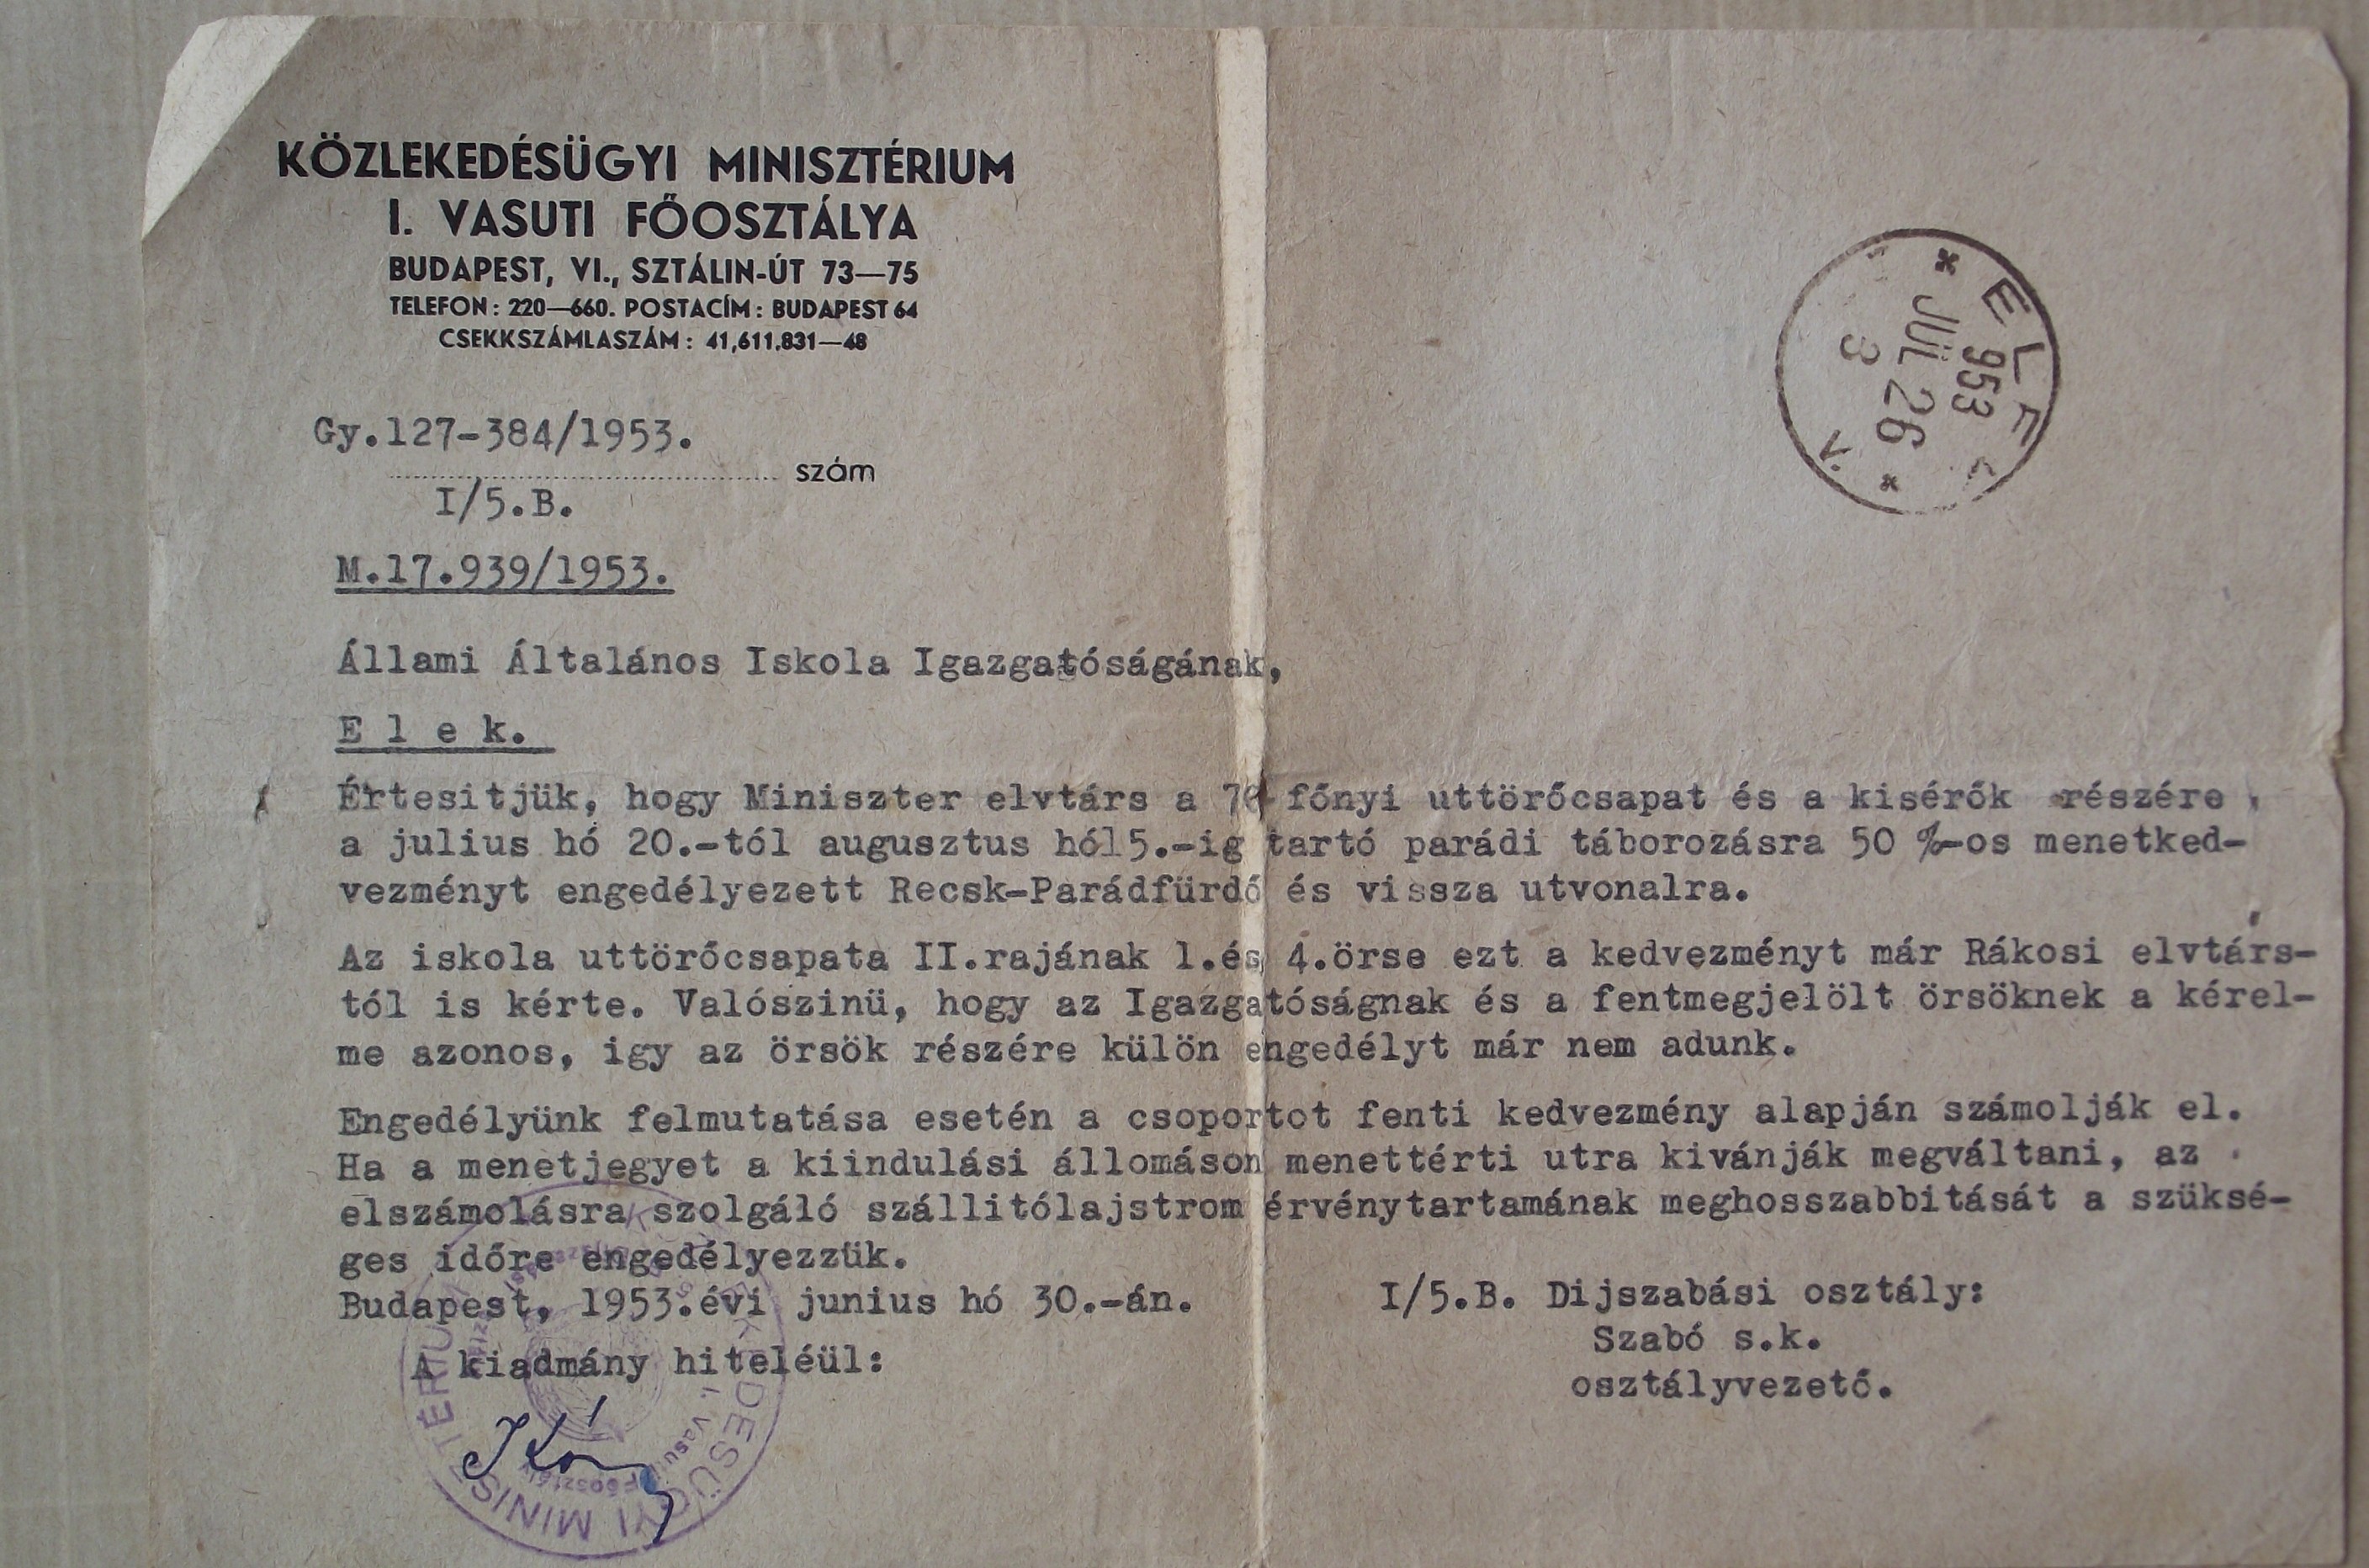 KÖZLEKEDÉSÜGYI MINISZTÉRIUM
I. VASUTI FŐOSZTÁLYA
BUDAPEST, VI., SZTÁLIN-ÚT 73—75
TELEFON: 220—660. POSTACÍM: BUDAPEST 64
CSEKKSZÁMLASZÁM: 41,611.831—48
953
JUL 26
V.
Gy.127-384/1953.
szám
I/5.B.
M.17.939/1953.
Állami Általános Iskola Igazgatóságának,
E l e k.
Értesitjük, hogy Miniszter elvtárs a főnyi uttörőcsapat és a kisérők részére
a julius hó 20.-tól augusztus hó15.-ig tartó parádi táborozásra 50 %-os menetked-
vezményt engedélyezett Recsk-Parádfürdő és vissza utvonalra.
Az iskola uttörőcsapata II.rajának 1.és 4.örse ezt a kedvezményt már Rákosi elvtárs-
tól is kérte. Valószinü, hogy az Igazgatóságnak és a fentmegjelölt örsöknek a kérel-
me azonos, igy az örsök részére külön engedélyt már nem adunk.
Engedélyünk felmutatása esetén a csoportot fenti kedvezmény alapján számolják el.
Ha a menetjegyet a kiindulási állomáson menettérti utra kivánják megváltani, az
elszámolásra szolgáló szállitólajstrom érvénytartamának meghosszabbitását a szüksé-
ges időre engedélyezzük.
Budapest, 1953.évi junius hó 30.-án.
I/5.B. Dijszabási osztály:
Szabó s.k.
osztályvezető.
A kiadmány hiteléül: